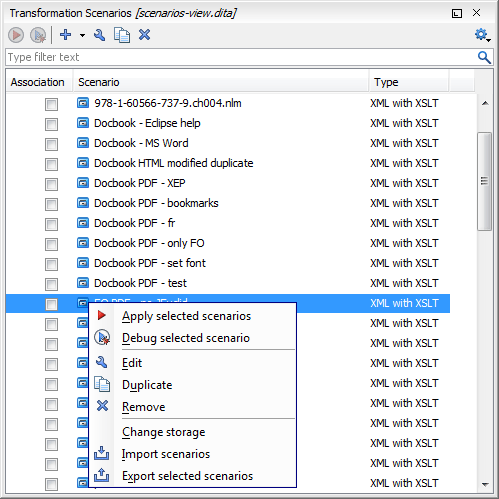 Transformation Scenarios [scenarios-view.dita]
Type filter text
Association Scenario Type
978-1-60566-737-9.ch004.nlm XML with XSLT
Docbook - Eclipse help XML with XSLT
Docbook - MS Word XML with XSLT
Docbook HTML modified duplicate XML with XSLT
Docbook PDF - XEP XML with XSLT
Docbook PDF - bookmarks XML with XSLT
Docbook PDF - fr XML with XSLT
Docbook PDF - only FO XML with XSLT
Docbook PDF - set font XML with XSLT
Docbook PDF - test XML with XSLT
XML with XSLT
Apply selected scenarios XML with XSLT
Debug selected scenario XML with XSLT
Edit XML with XSLT
Duplicate XML with XSLT
Remove XML with XSLT
Change storage XML with XSLT
Import scenarios XML with XSLT
Export selected scenarios XML with XSLT
XML with XSLT